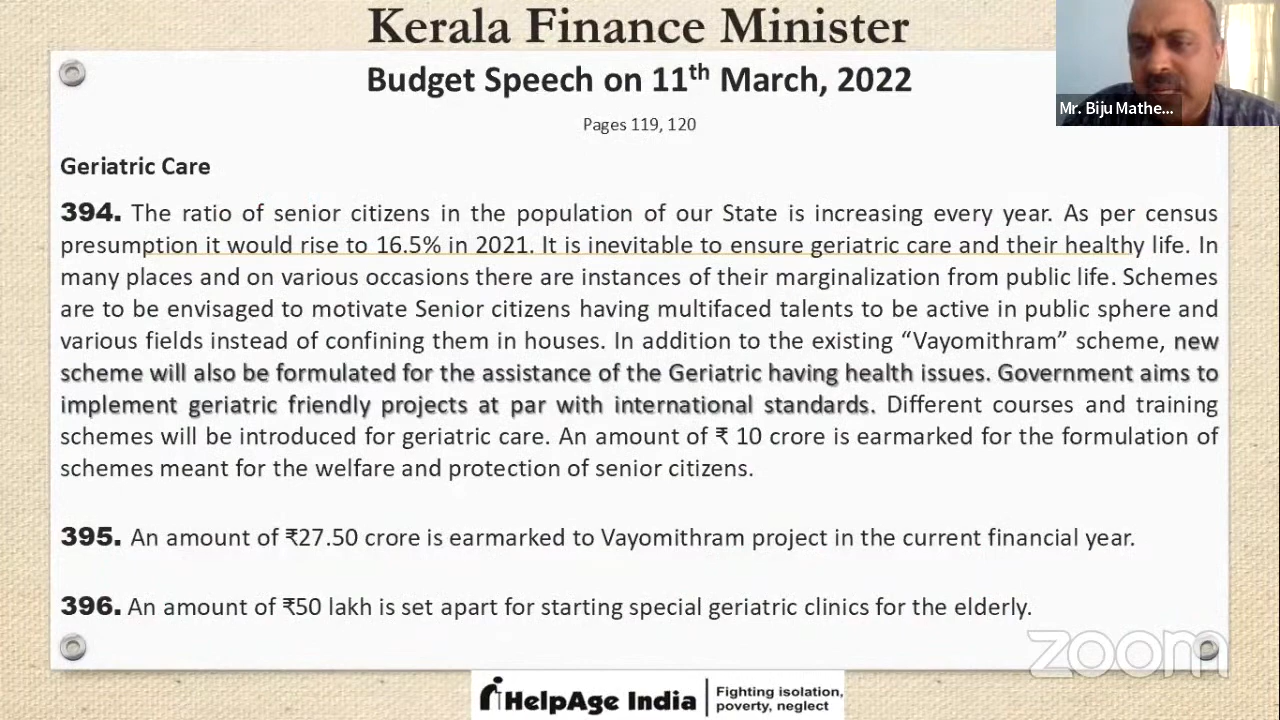 Kerala Finance Minister
Budget Speech on 11th March, 2022
Pages 119, 120
Mr. Biju Mathe...
Geriatric Care
394. The ratio of senior citizens in the population of our State is increasing every year. As per census
presumption it would rise to 16.5% in 2021. It is inevitable to ensure geriatric care and their healthy life. In
many places and on various occasions there are instances of their marginalization from public life. Schemes
are to be envisaged to motivate Senior citizens having multifaced talents to be active in public sphere and
various fields instead of confining them in houses. In addition to the existing “Vayomithram” scheme, new
scheme will also be formulated for the assistance of the Geriatric having health issues. Government aims to
implement geriatric friendly projects at par with international standards. Different courses and training
schemes will be introduced for geriatric care. An amount of ₹ 10 crore is earmarked for the formulation of
schemes meant for the welfare and protection of senior citizens.
395. An amount of ₹27.50 crore is earmarked to Vayomithram project in the current financial year.
396. An amount of ₹50 lakh is set apart for starting special geriatric clinics for the elderly.
zoom
HelpAge India
Fighting isolation,
poverty, neglect